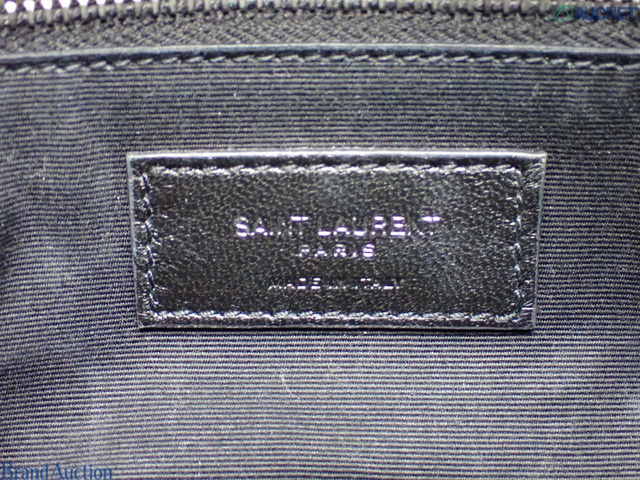 SAINT LAURENT
PARIS
MADE IN ITALY
Brand Auction